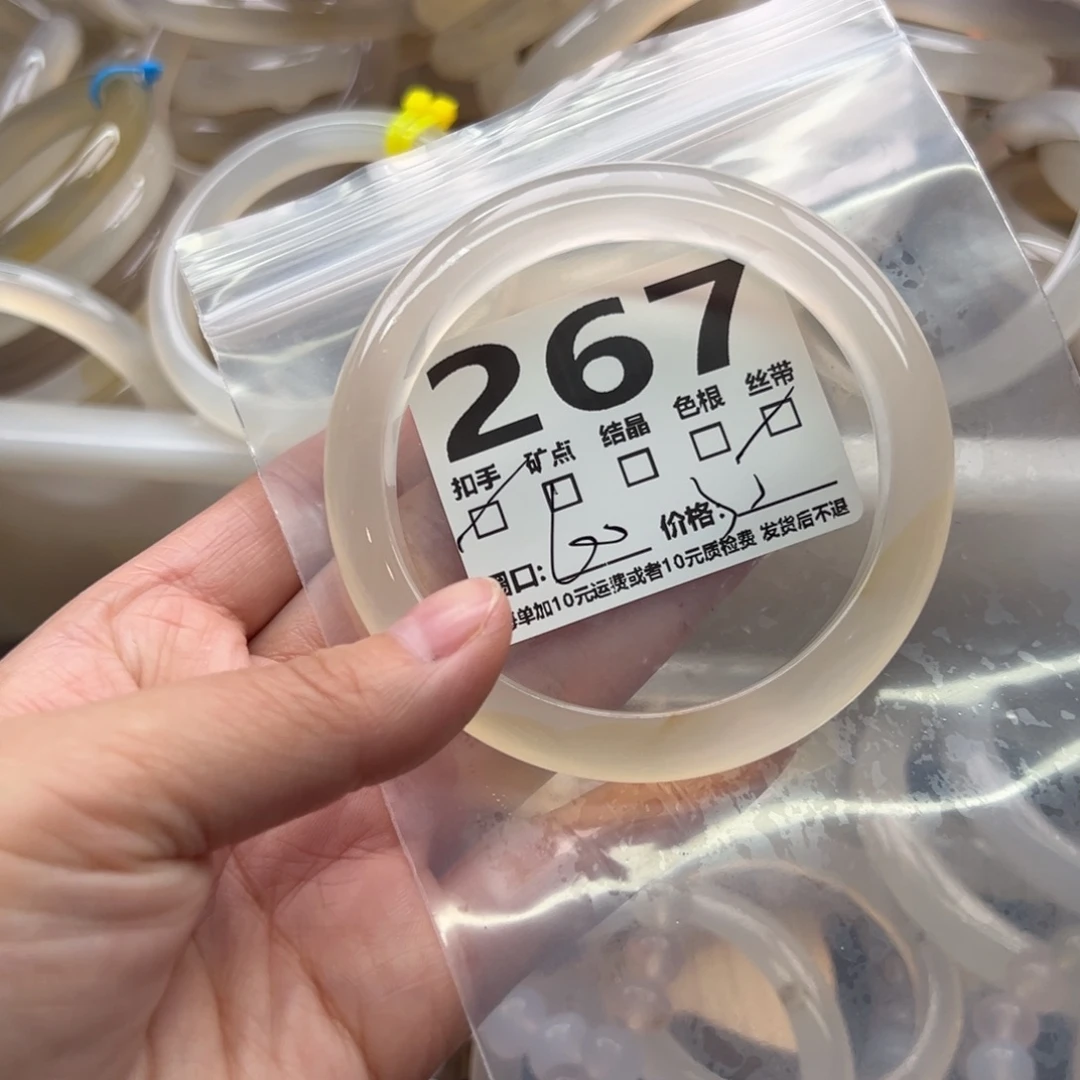 267
扣手 矿点 结晶 色根 丝带
圈口: 价格:
每单加10元运费或者10元质检费 发货后不退